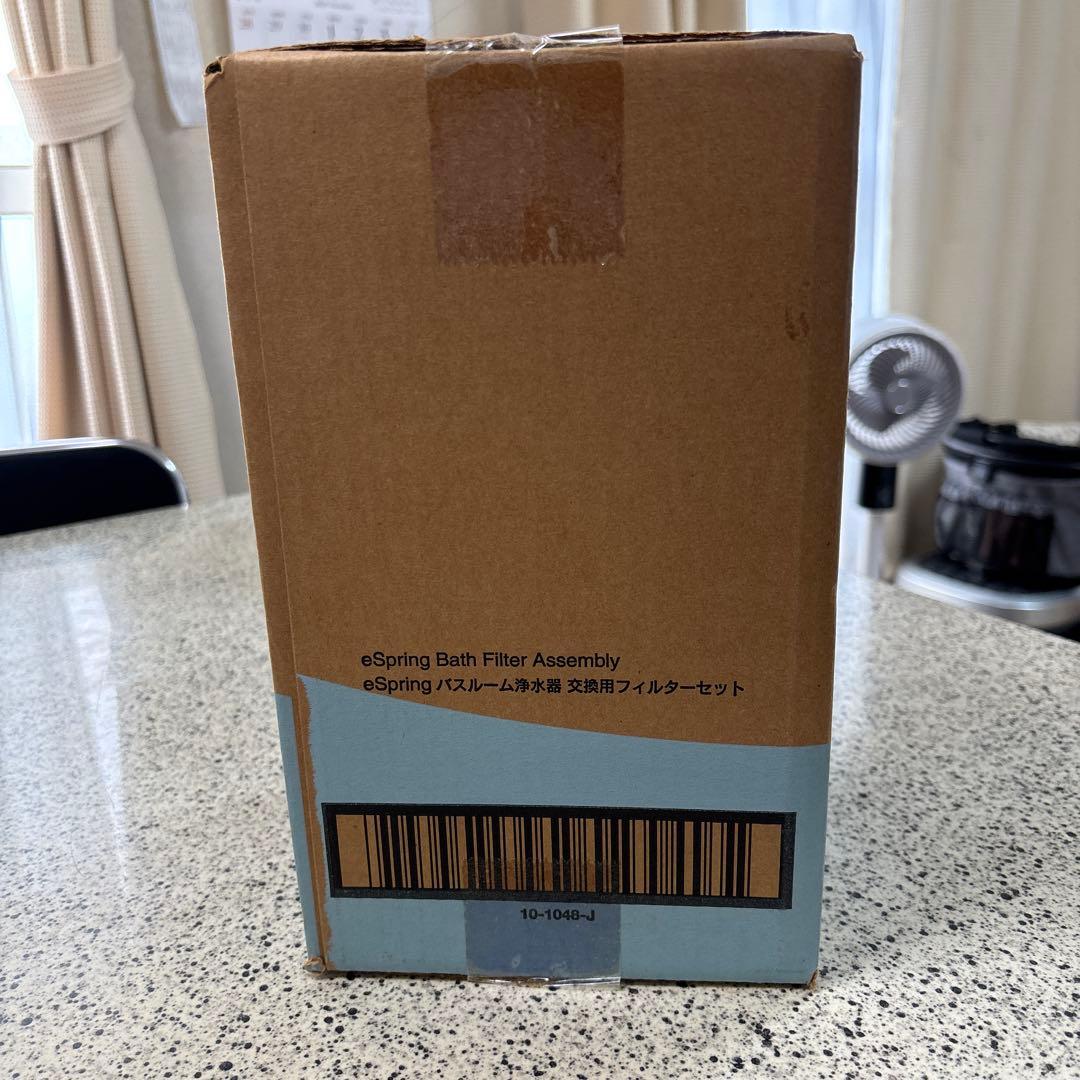 eSpring Bath Filter Assembly
eSpring バスルーム浄水器 交換用フィルターセット
10-1048-J